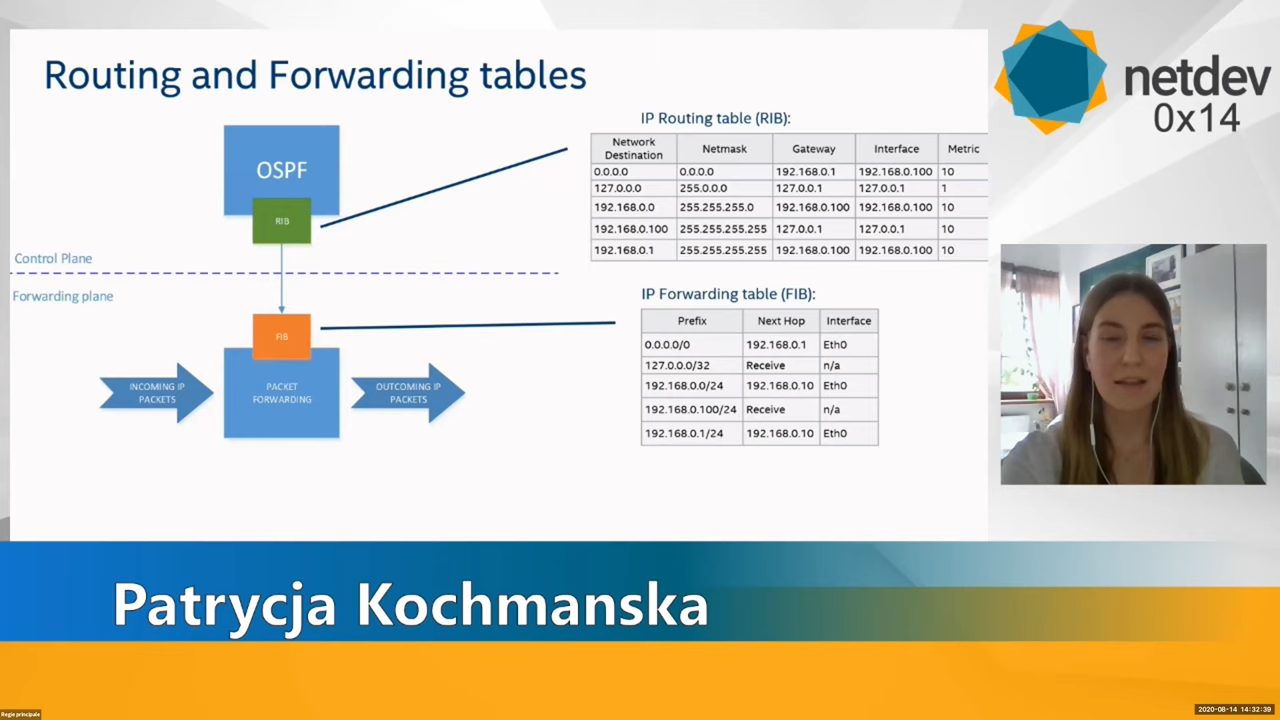 Routing and Forwarding tables
netdev
0x14
OSPF
RIB
Control Plane
Forwarding plane
FIB
INCOMING IP
PACKETS
PACKET
FORWARDING
OUTCOMING IP
PACKETS
IP Routing table (RIB):
Network Destination Netmask Gateway Interface Metric
0.0.0.0 0.0.0.0 192.168.0.1 192.168.0.100 10
127.0.0.0 255.0.0.0 127.0.0.1 127.0.0.1 1
192.168.0.0 255.255.255.0 192.168.0.100 192.168.0.100 10
192.168.0.100 255.255.255.255 127.0.0.1 127.0.0.1 10
192.168.0.1 255.255.255.255 192.168.0.100 192.168.0.100 10
IP Forwarding table (FIB):
Prefix Next Hop Interface
0.0.0.0/0 192.168.0.1 Eth0
127.0.0.0/32 Receive n/a
192.168.0.0/24 192.168.0.10 Eth0
192.168.0.100/24 Receive n/a
192.168.0.1/24 192.168.0.10 Eth0
Patrycja Kochmanska
Regie principale
2020-08-14 14:32:39